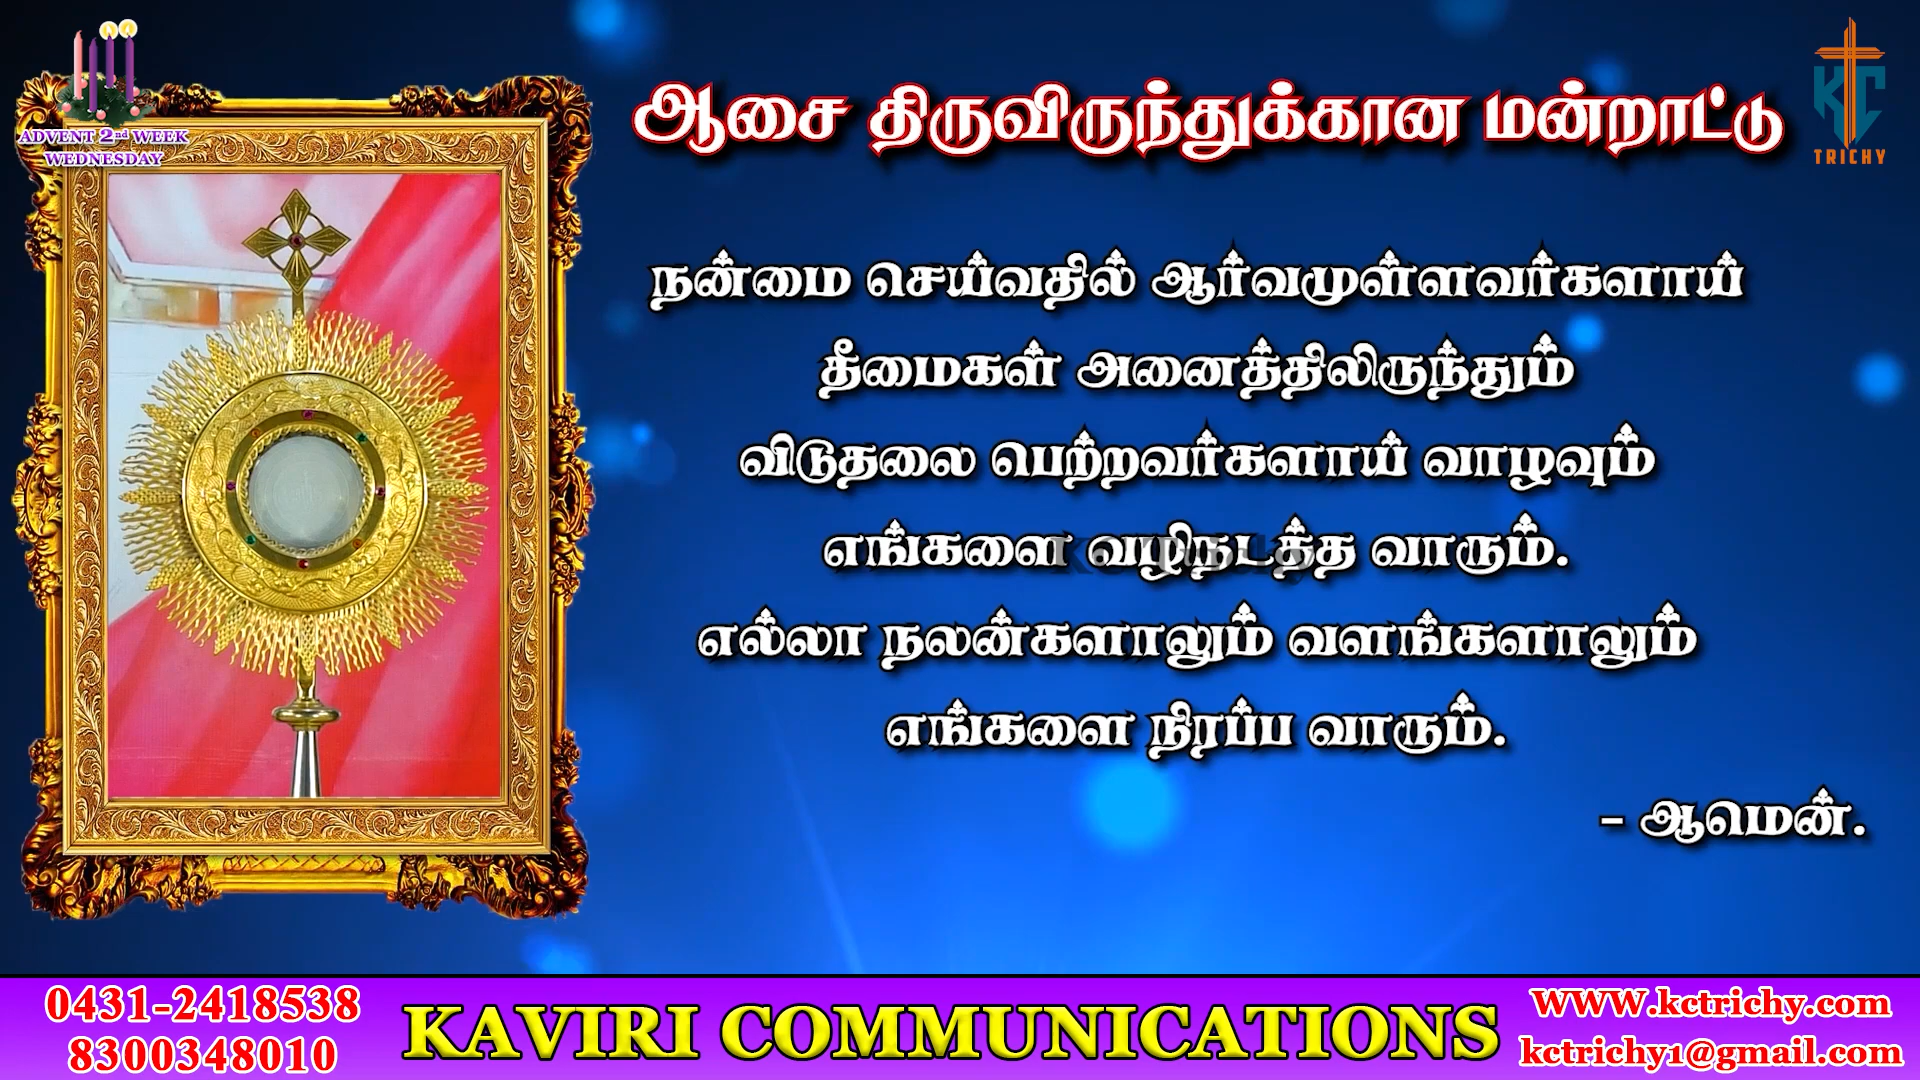 ADVENT 2nd WEEK
WEDNESDAY
KC
TRICHY
ஆசை திருவிருந்துக்கான மன்றாட்டு
நன்மை செய்வதில் ஆர்வமுள்ளவர்களாய்
தீமைகள் அனைத்திலிருந்தும்
விடுதலை பெற்றவர்களாய் வாழவும்
எங்களை வழிநடத்த வாரும்.
எல்லா நலன்களாலும் வளங்களாலும்
எங்களை நிரப்ப வாரும்.
- ஆமென்.
0431-2418538
8300348010
KAVIRI COMMUNICATIONS
WWW.kctrichy.com
kctrichy1@gmail.com